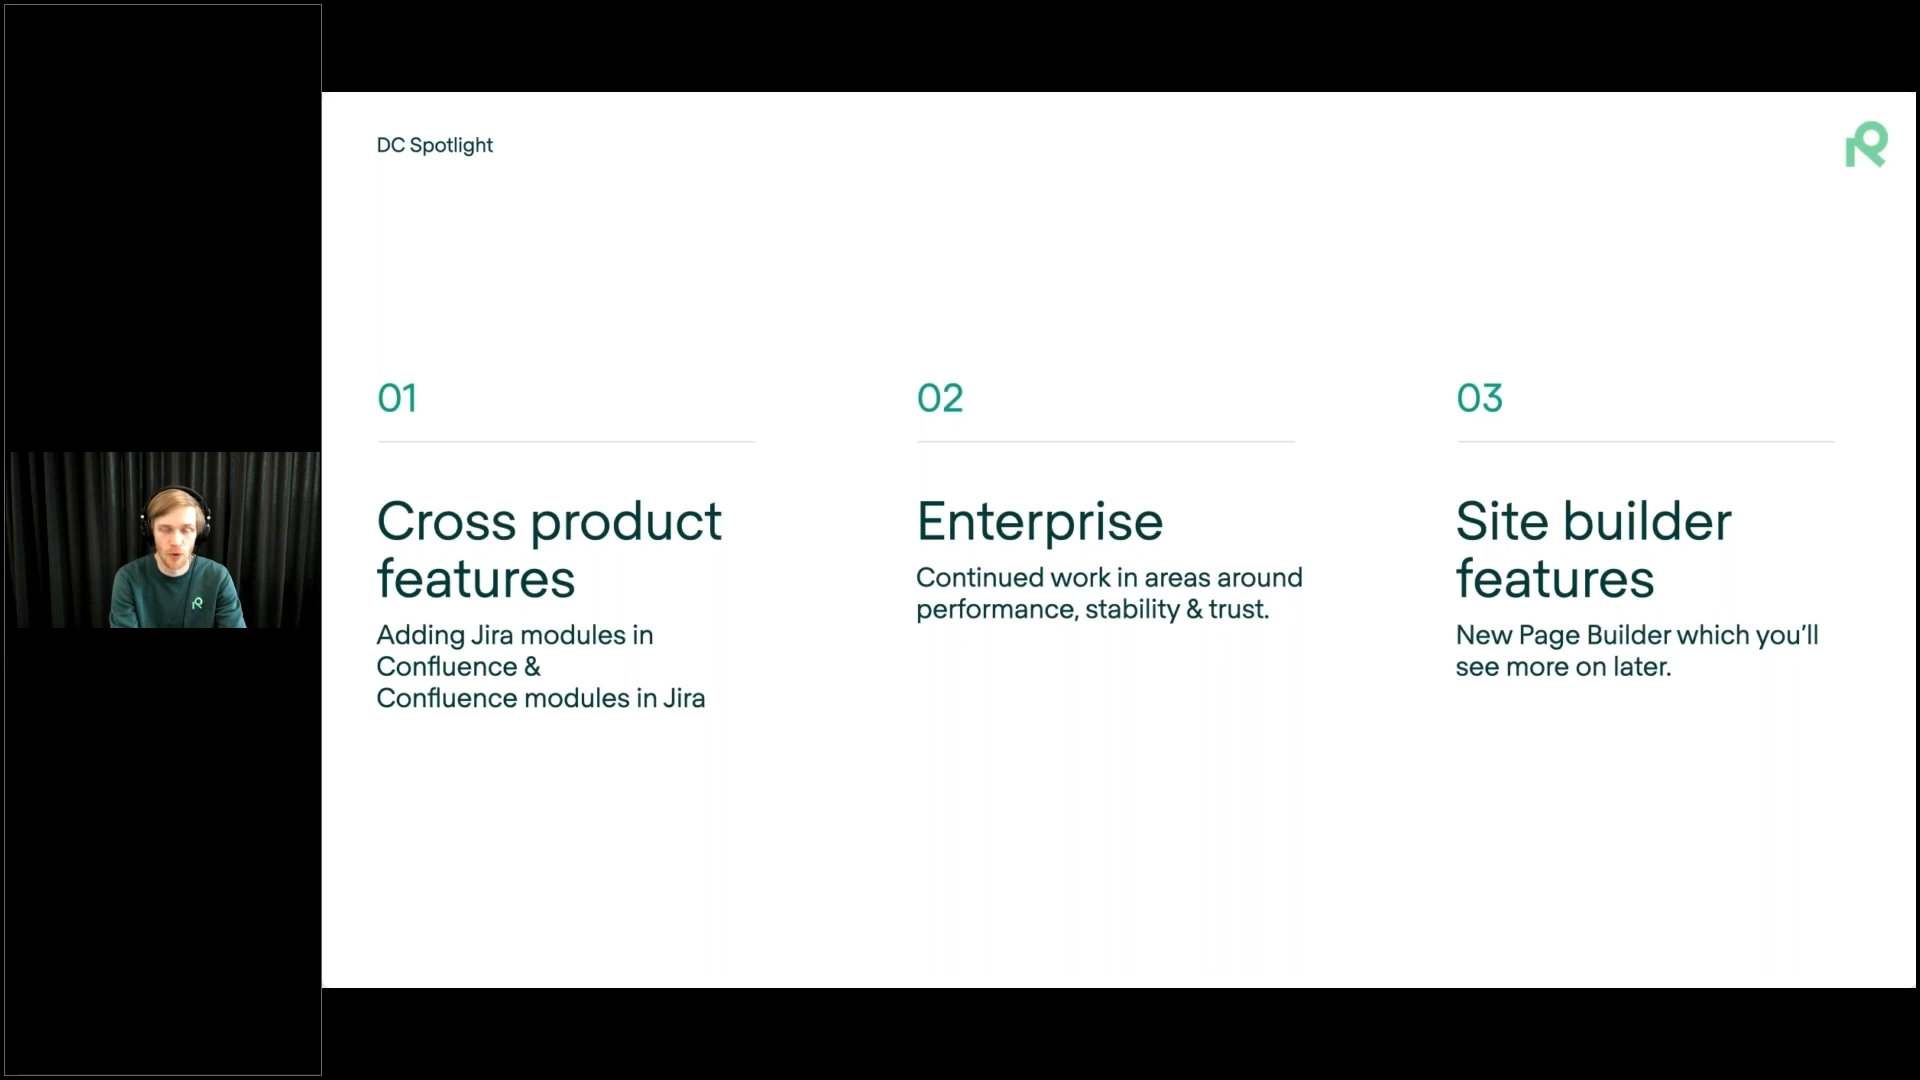 DC Spotlight
01
Cross product
features
Adding Jira modules in
Confluence &
Confluence modules in Jira
02
Enterprise
Continued work in areas around
performance, stability & trust.
03
Site builder
features
New Page Builder which you’ll
see more on later.